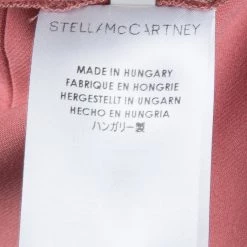 STELLA McCARTNEY
MADE IN HUNGARY
FABRIQUE EN HONGRIE
HERGESTELLT IN UNGARN
HECHO EN HUNGRIA
ハンガリー製